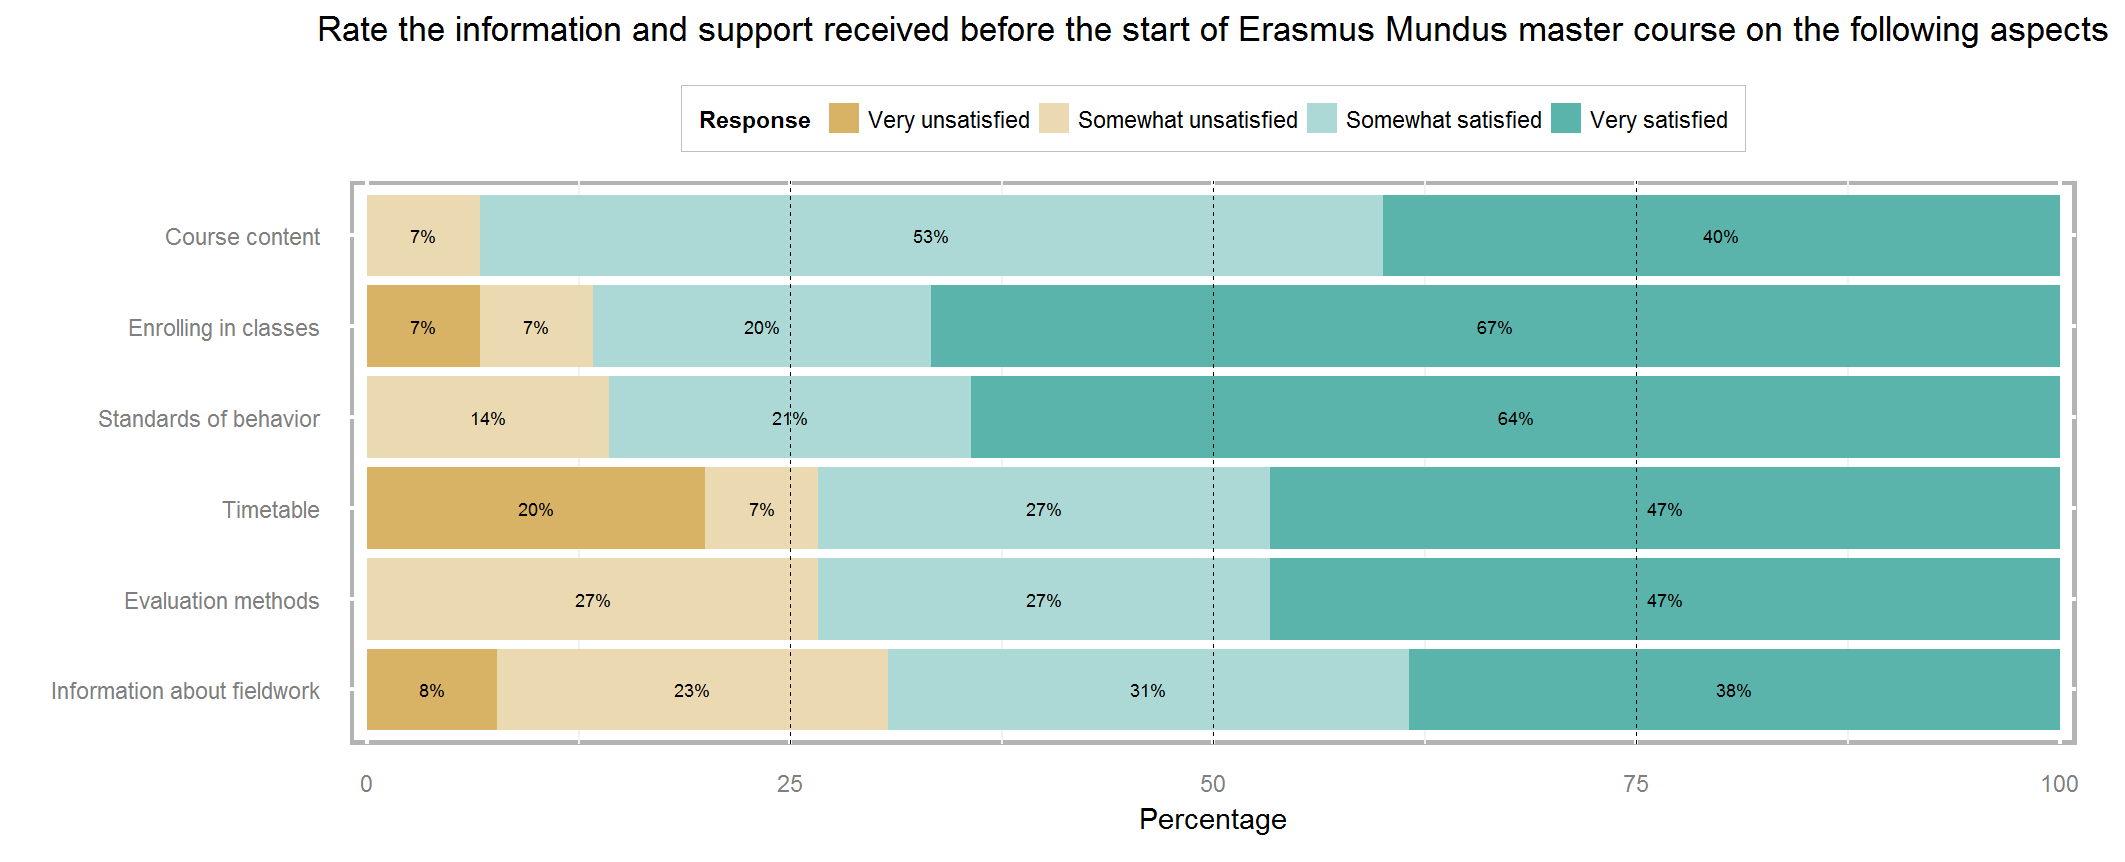 Rate the information and support received before the start of Erasmus Mundus master course on the following aspects
Response Very unsatisfied Somewhat unsatisfied Somewhat satisfied Very satisfied
Course content 7% 53% 40%
Enrolling in classes 7% 7% 20% 67%
Standards of behavior 14% 21% 64%
Timetable 20% 7% 27% 47%
Evaluation methods 27% 27% 47%
Information about fieldwork 8% 23% 31% 38%
0 25 50 75 100
Percentage